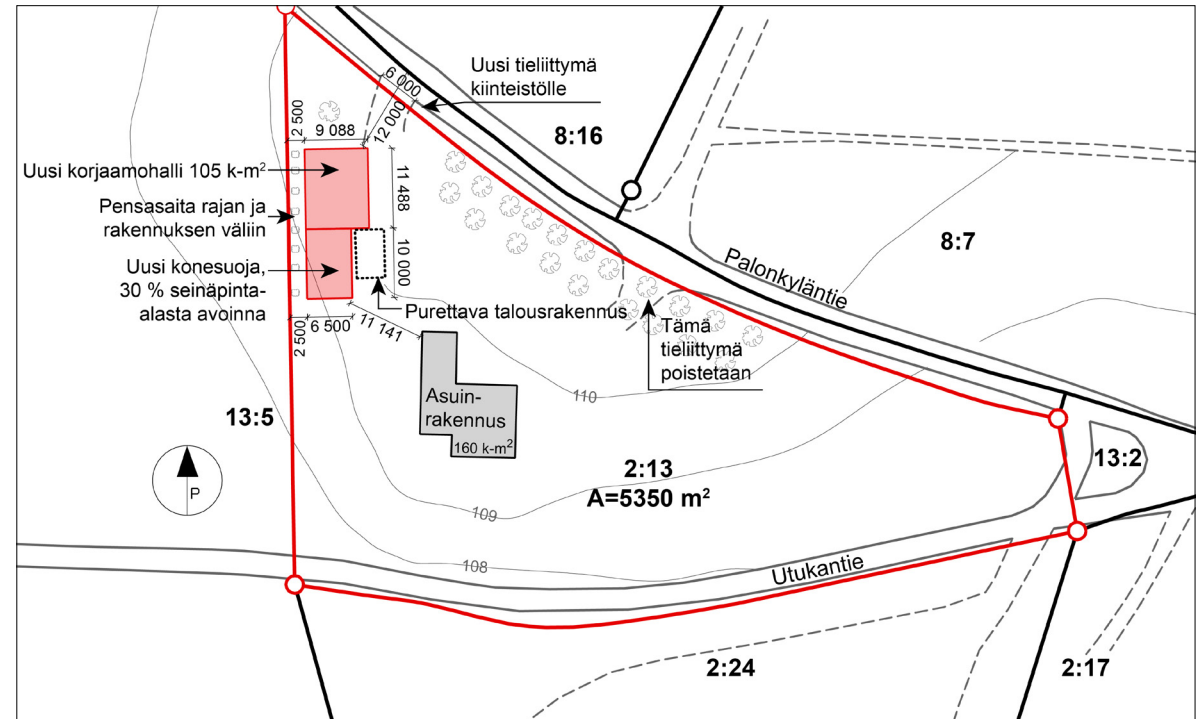 Uusi tieliittymä
kiinteistölle
6 000
12 000
2 500
9 088
8:16
Uusi korjaamohalli 105 k-m²
11 488
Pensasaita rajan ja
rakennuksen väliin
8:7
Uusi konesuoja,
30 % seinäpinta-
alasta avoinna
10 000
Palonkyläntie
Purettava talousrakennus
2 500
6 500
11 141
Tämä
tieliittymä
poistetaan
110
Asuin-
rakennus
160 k-m²
13:5
13:2
2:13
A=5350 m²
P
109
108
Utukantie
2:24
2:17